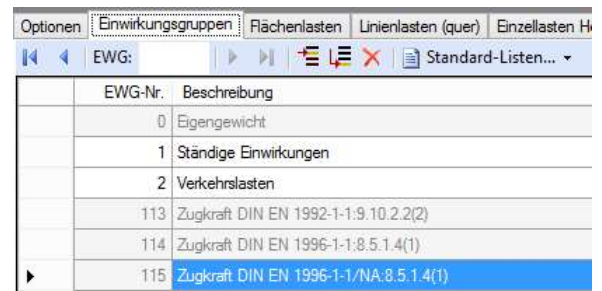 Optionen Einwirkungsgruppen Flächenlasten Linienlasten (quer) Einzellasten H
EWG: Standard-Listen...
EWG-Nr. Beschreibung
0 Eigengewicht
1 Ständige Einwirkungen
2 Verkehrslasten
113 Zugkraft DIN EN 1992-1-1:9.10.2.2(2)
114 Zugkraft DIN EN 1996-1-1:8.5.1.4(1)
115 Zugkraft DIN EN 1996-1-1/NA:8.5.1.4(1)